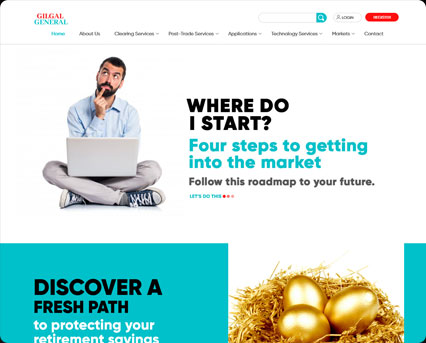 GILGAL
GENERAL
LOGIN
Home
About Us
Clearing Services
Post-Trade Services
Applications
Technology Services
Markets
Contact
WHERE DO
I START?
Four steps to getting
into the market
Follow this roadmap to your future.
LET'S DO THIS
DISCOVER A
FRESH PATH
to protecting your
retirement savings